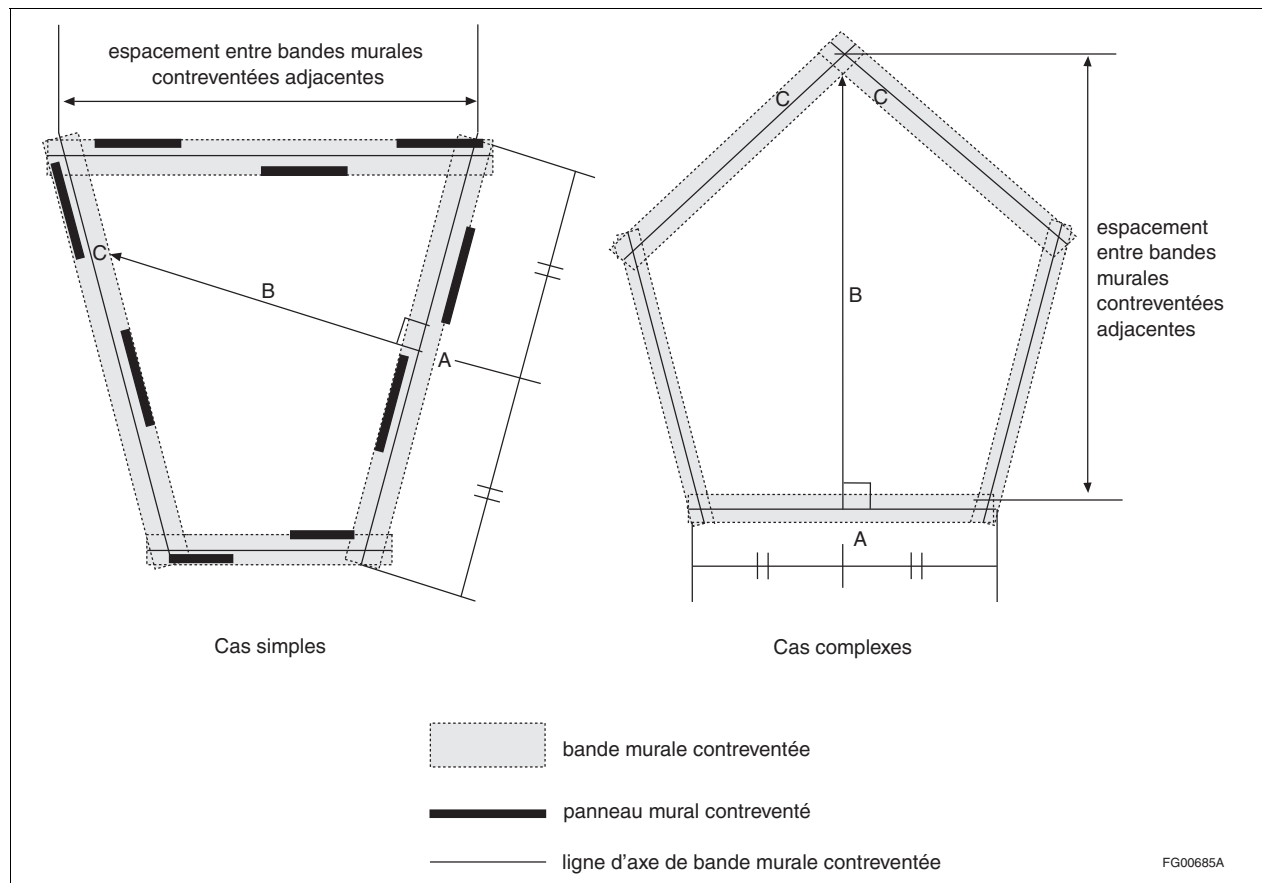 espacement entre bandes murales
contreventées adjacentes
C
B
A
Cas simples
C
C
B
A
espacement
entre bandes
murales
contreventées
adjacentes
Cas complexes
bande murale contreventée
panneau mural contreventé
ligne d'axe de bande murale contreventée
FG00685A